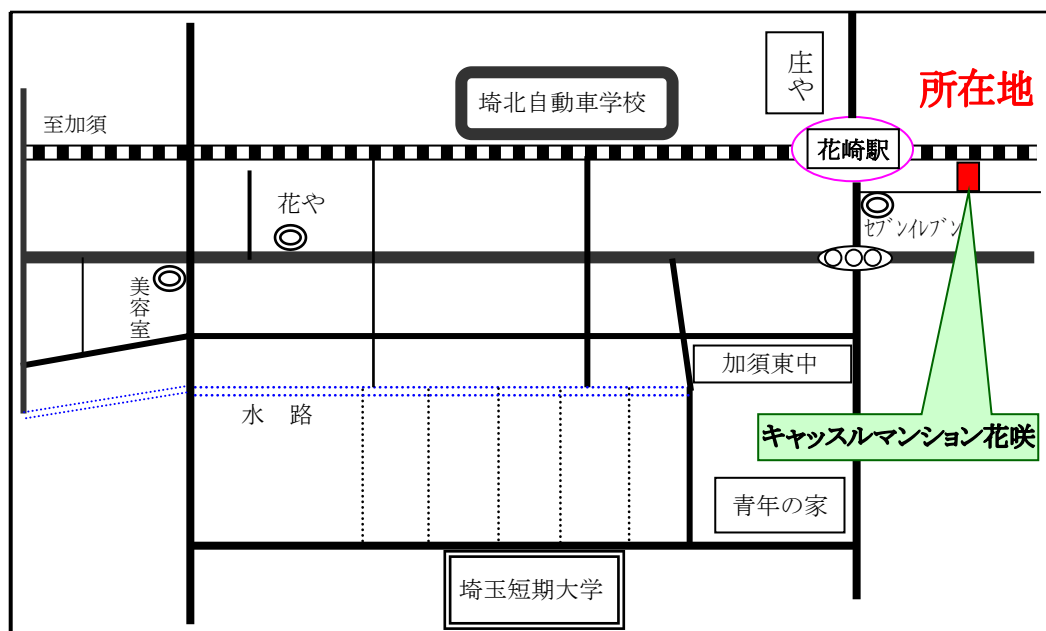 庄や
所在地
埼北自動車学校
至加須
花崎駅
花や
ｾﾌﾞﾝｲﾚﾌﾞﾝ
美容室
加須東中
水 路
キャッスルマンション花咲
青年の家
埼玉短期大学